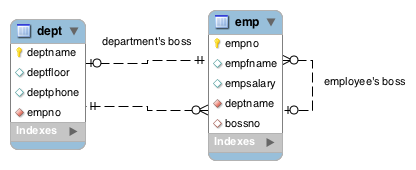 dept
deptname
deptfloor
deptphone
empno
Indexes
department's boss
emp
empno
empfname
empsalary
deptname
bossno
Indexes
employee's boss